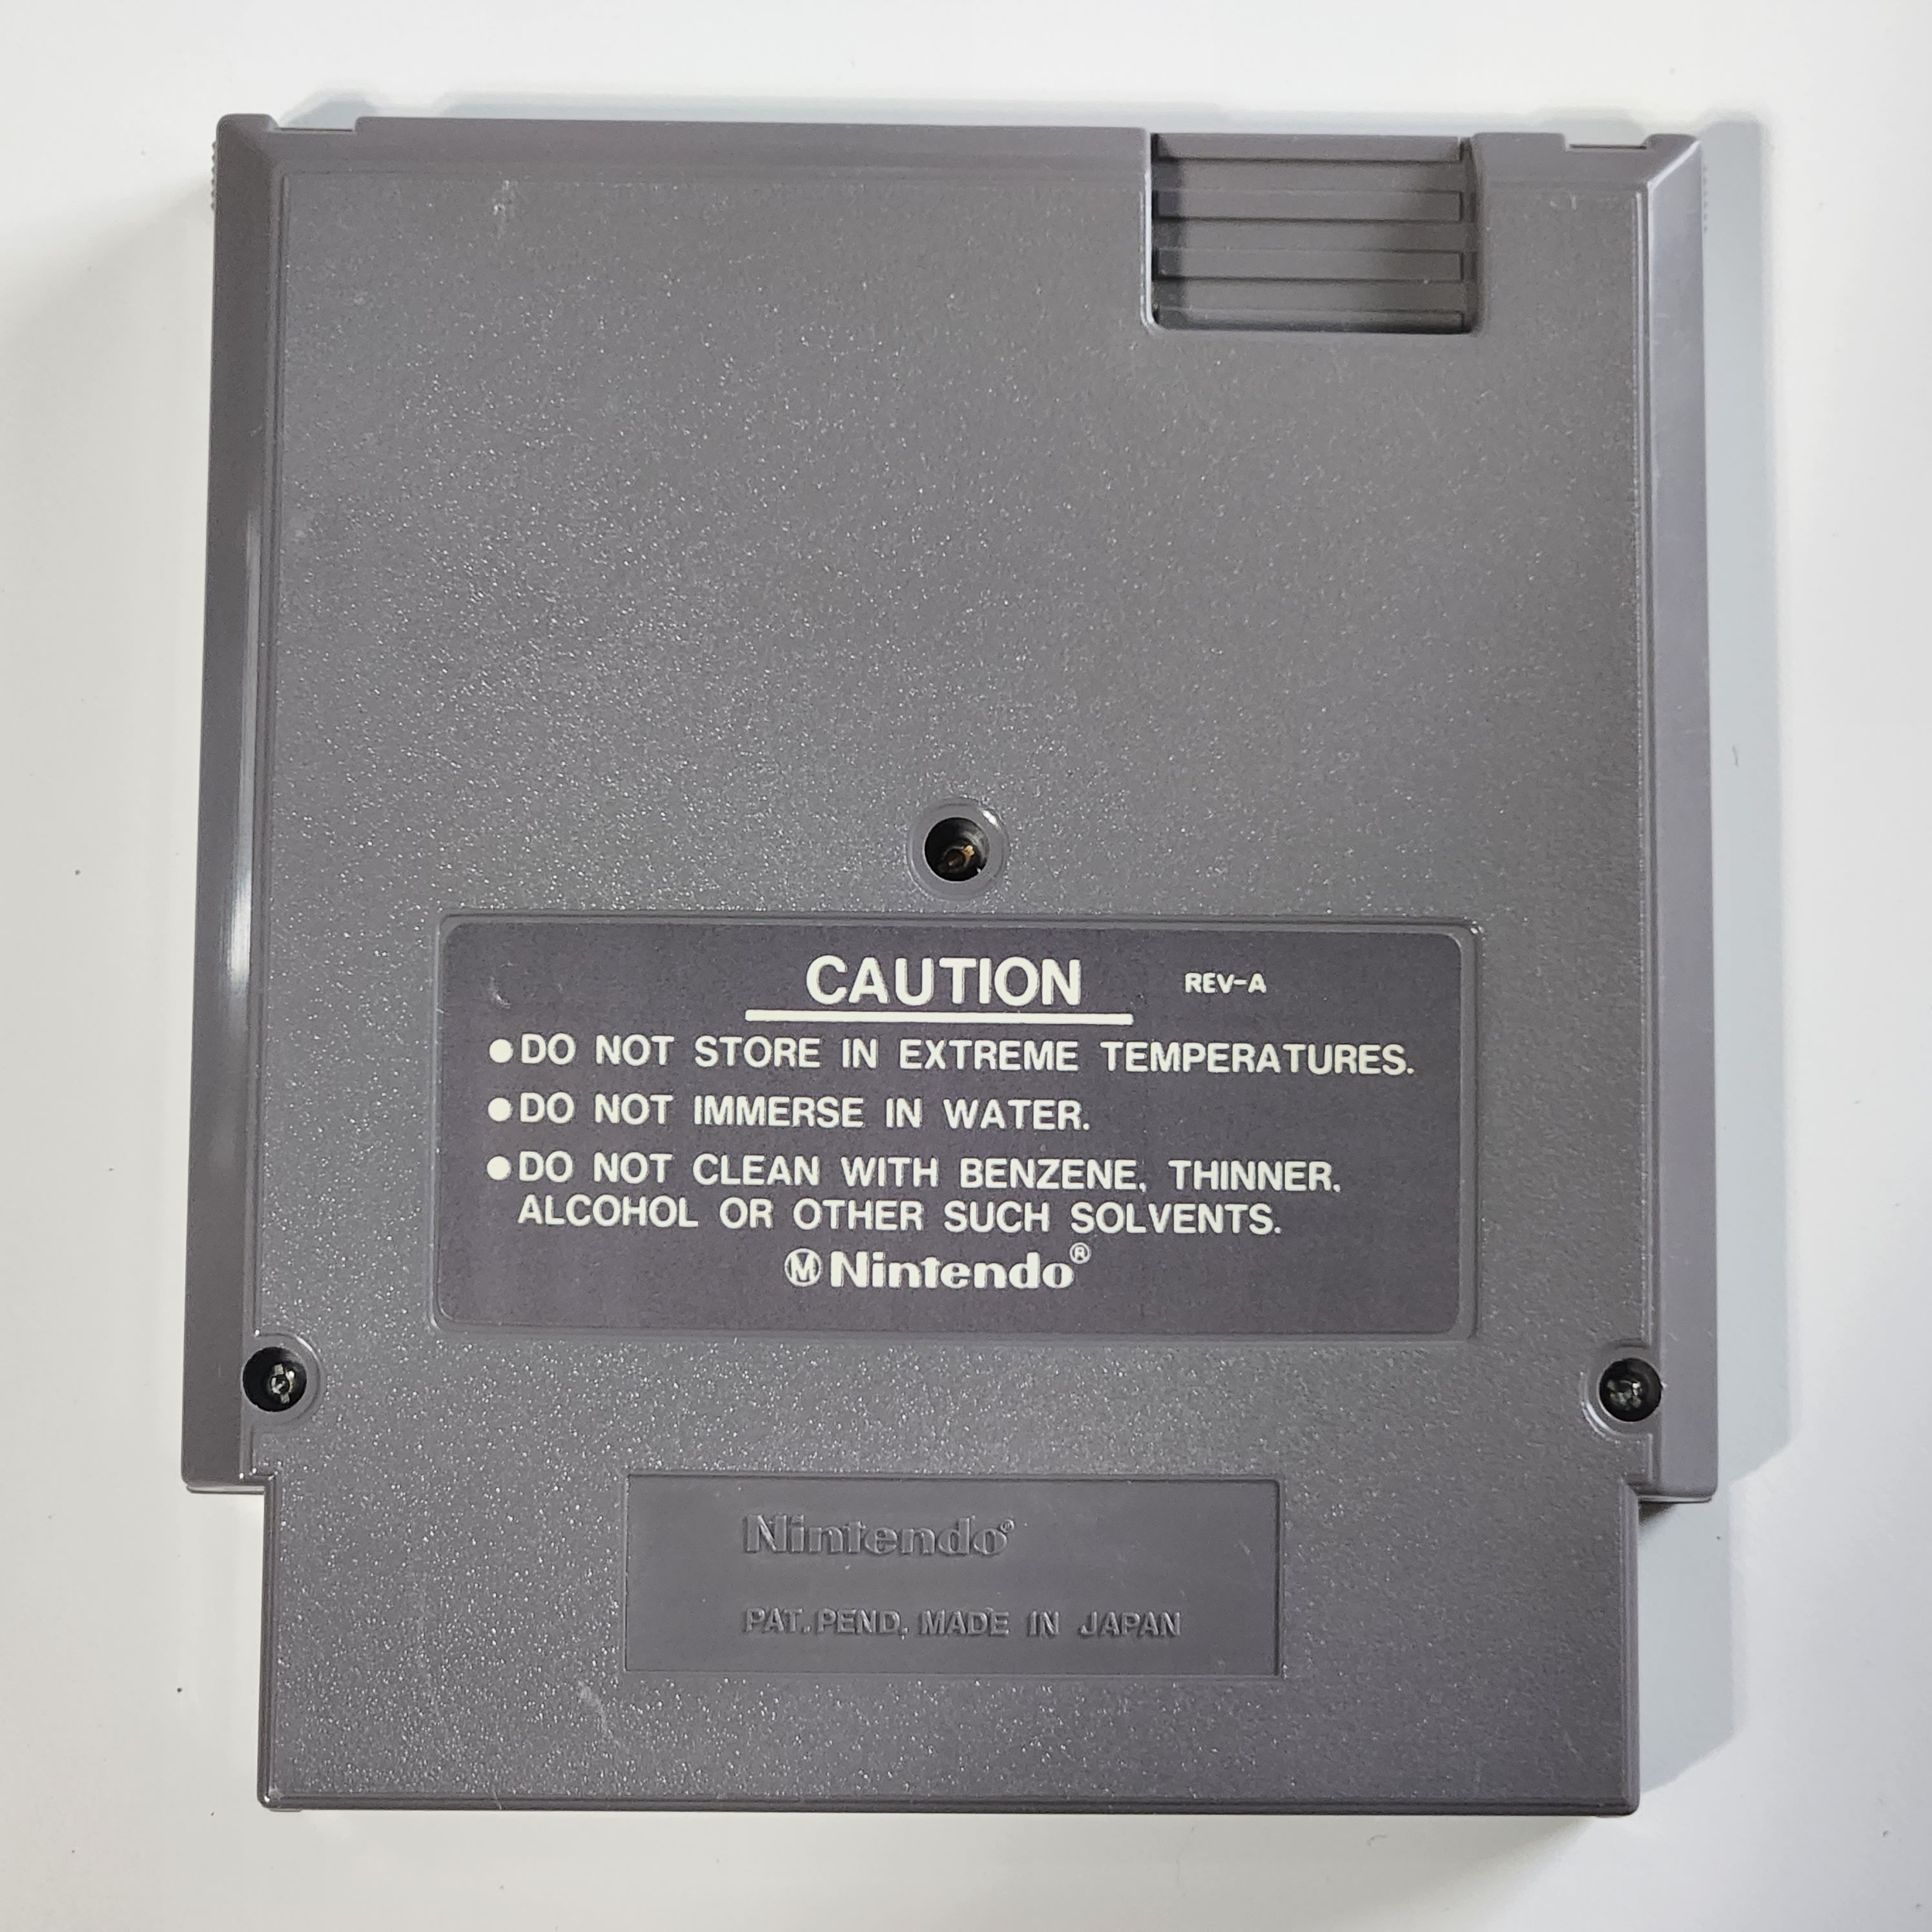 CAUTION REV-A
●DO NOT STORE IN EXTREME TEMPERATURES.
●DO NOT IMMERSE IN WATER.
●DO NOT CLEAN WITH BENZENE, THINNER,
ALCOHOL OR OTHER SUCH SOLVENTS.
Ⓜ Nintendo®
Nintendo®
PAT. PEND. MADE IN JAPAN